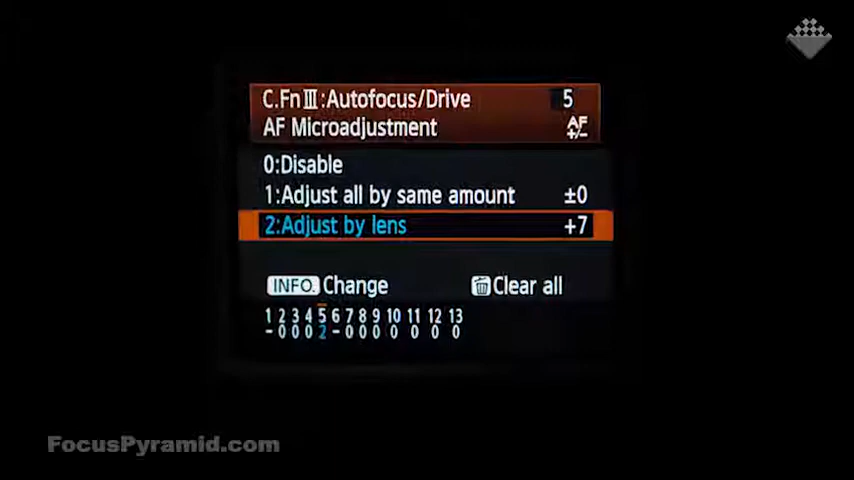 C.Fn III:Autofocus/Drive 5
AF Microadjustment AF +/-
0:Disable
1:Adjust all by same amount ±0
2:Adjust by lens +7
INFO. Change Clear all
1 2 3 4 5 6 7 8 9 10 11 12 13
- 0 0 0 2 - 0 0 0 0 0 0 0
FocusPyramid.com